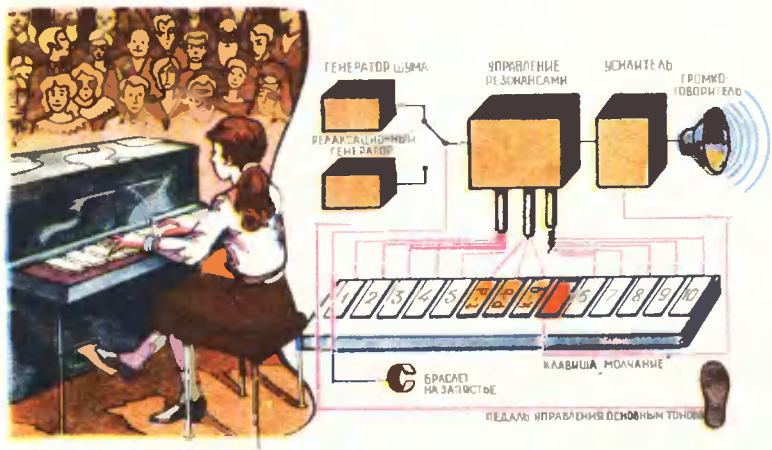 ГЕНЕРАТОР ШУМА
УПРАВЛЕНИЕ
РЕЗОНАНСАМИ
УСИЛИТЕЛЬ
ГРОМКО-
ГОВОРИТЕЛЬ
РЕЛАКСАЦИОННЫЙ
ГЕНЕРАТОР
1 2 3 4 5 t-d p-b k-g 6 7 8 9 10
КЛАВИША „МОЛЧАНИЕ"
БРАСЛЕТ
НА ЗАПЯСТЬЕ
ПЕДАЛЬ УПРАВЛЕНИЯ ОСНОВНЫМ ТОНОМ